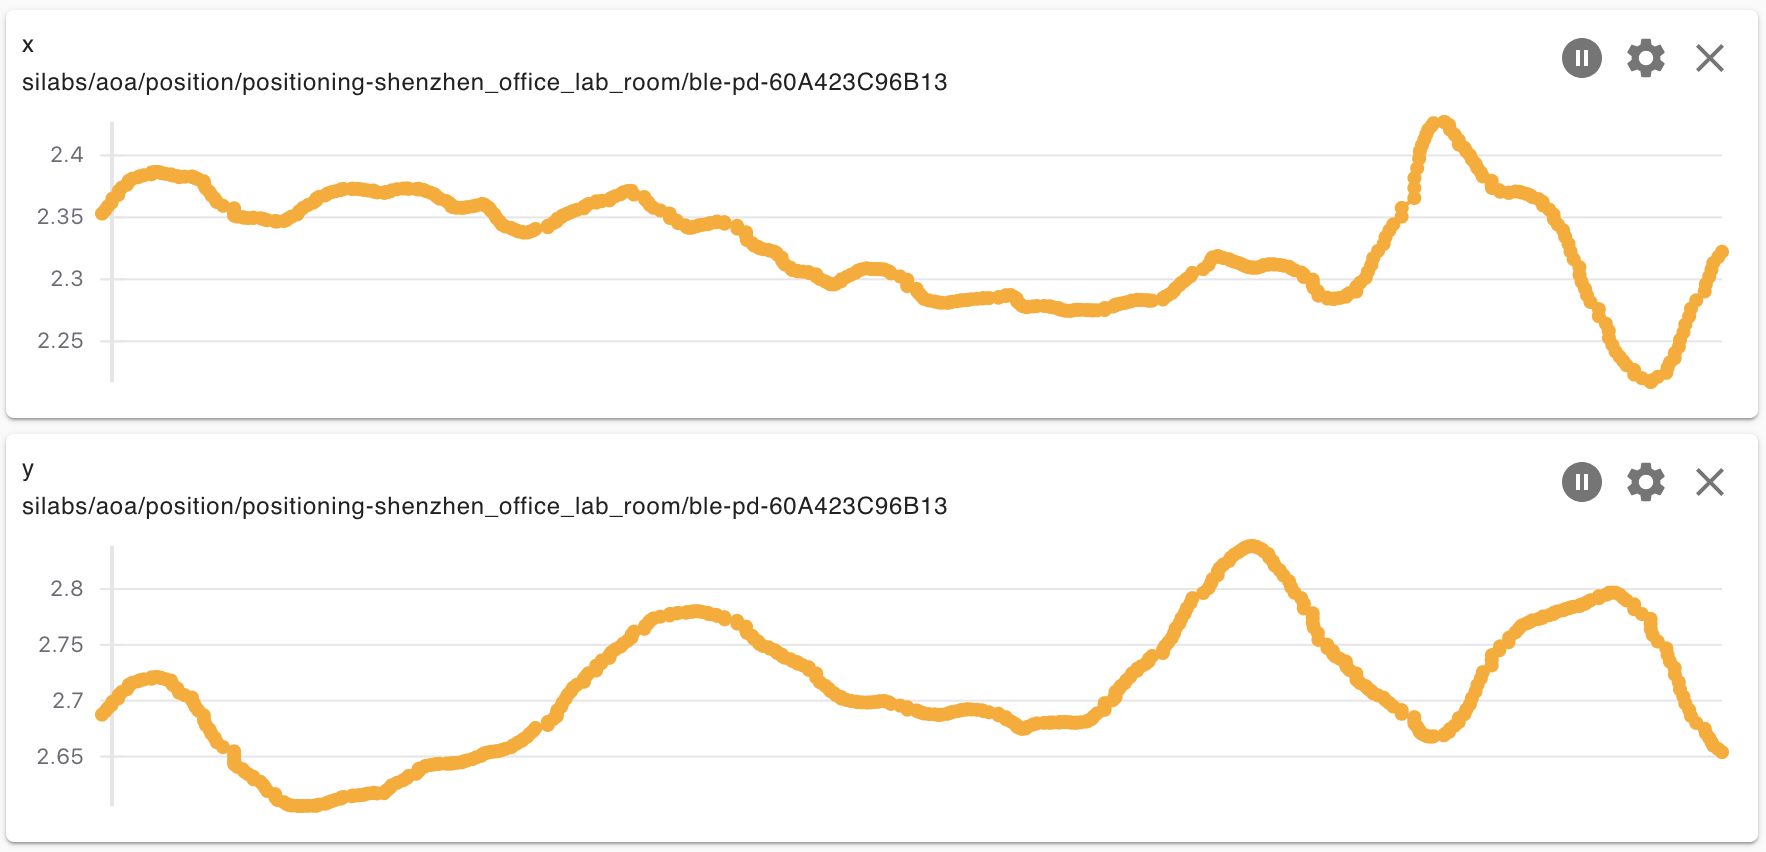 x
silabs/aoa/position/positioning-shenzhen_office_lab_room/ble-pd-60A423C96B13
2.4
2.35
2.3
2.25
y
silabs/aoa/position/positioning-shenzhen_office_lab_room/ble-pd-60A423C96B13
2.8
2.75
2.7
2.65